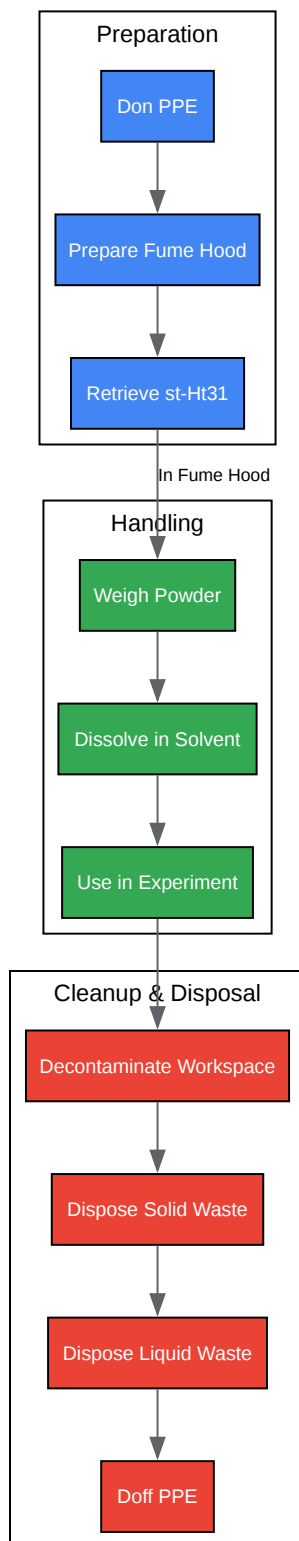 Preparation
Don PPE
Prepare Fume Hood
Retrieve st-Ht31
In Fume Hood
Handling
Weigh Powder
Dissolve in Solvent
Use in Experiment
Cleanup & Disposal
Decontaminate Workspace
Dispose Solid Waste
Dispose Liquid Waste
Doff PPE